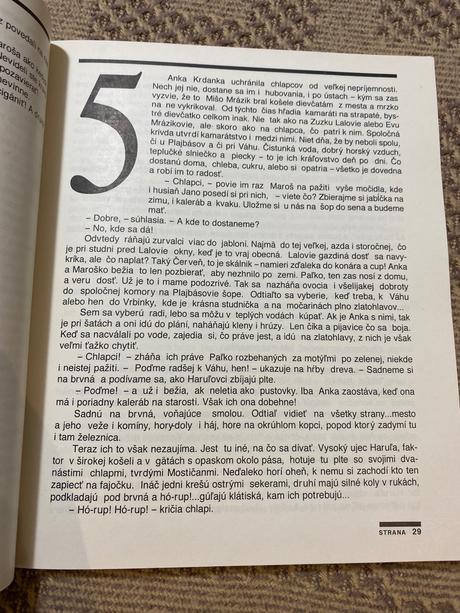 z povedal na
aroša ako
levideli ste
pozavieran
evinne
igániť! A dn
5
Anka Krdanka uchránila chlapcov od veľkej nepríjemnosti.
Nech jej nie, dostane sa im i hubovania, i po ústach – kým sa zas
vyzvie, že to Mišo Mrázik bral košele dievčatám z mesta a mrzko
na ne vykrikoval. Od týchto čias hľadia kamaráti na strapaté, bys-
tré dievčatko celkom inak. Nie tak ako na Zuzku Lalovie alebo Evu
Mrázikovie, ale skoro ako na chlapca, čo patrí k nim. Spoločná
krivda utvrdí kamarátstvo i medzi nimi. Niet dňa, že by neboli spolu,
či u Plajbásov a či pri Váhu. Čistunká voda, dobrý horský vzduch,
teplučké slniečko a piecky – to je ich kráľovstvo deň po dni. Čo
dostanú doma, chleba, cukru, alebo si opatria – všetko je dovedna
a robí im to radosť.
– Chlapci, – povie im raz Maroš na pažiti vyše močidla, kde
i husiaň Jano posedí si pri nich, – viete čo? Zbierajme si jabĺčka na
zimu, i kaleráb a kvaku. Uložme si u nás na šop do sena a budeme
mať.
– Dobre, – súhlasia. – A kde to dostaneme?
– No, kde sa dá!
Odvtedy ráňajú zurvalci viac do jabloní. Najmä do tej veľkej, azda i storočnej, čo
je pri studni pred Lalovie okny, keď je to vraj obecná. Lalovie gazdiná dosť sa navy-
kríka, ale čo naplat? Taký Červeň, to je skálnik – namieri zďaleka do konára a cup! Anka
a Maroško bežia to len pozbierať, aby nezhnilo po zemi. Paľko, ten zas nosí z domu,
a veru dosť. Už je to i mame podozrivé. Tak sa nazháňa ovocia i všelijakej dobroty
do spoločnej komory na Plajbásovie šope. Odtiaľto sa vyberie, keď treba, k Váhu
alebo hen do Vrbinky, kde je krásna studnička a na močarinách plno zlatohlavov...
Sem sa vyberú radi, lebo sa môžu v teplých vodách kúpať. Ak je Anka s nimi, tak
je pri šatách a oni idú do plání, naháňajú kleny i hrúzy. Len číka a pijavice čo sa boja.
Keď sa nacválali po vode, zajedia si, čo práve jest, a idú na zlatohlavy, z nich je však
veľmi ťažko chytiť.
– Chlapci! – zháňa ich práve Paľko rozbehaných za motýľmi po zelenej, niekde
i neistej pažiti. – Poďme radšej k Váhu, hen! – ukazuje na hŕby dreva. – Sadneme si
na brvná a podívame sa, ako Haruľovci zbíjajú plte.
– Poďme! – a už i bež, ak neletia ako pustovky. Iba Anka zaostáva, keď ona
má i poriadny kaleráb na starosti. Však ich ona dobehne!
Sadnú na brvná, voňajúce smolou. Odtiaľ vidieť na všetky strany...mesto
a jeho veže i komíny, hory-doly i háj, hore na okrúhlom kopci, popod ktorý zadymí tu
i tam železnica.
Teraz ich to však nezaujíma. Jest tu iné, na čo sa dívať. Vysoký ujec Haruľa, fak-
tor v širokej košeli a v gätách s opaskom okolo pása, hotuje tu plte so svojimi dva-
nástimi chlapmi, tvrdými Mostičanmi. Neďaleko horí oheň, k nemu si zachodí kto ten
zapiecť na fajočku. Ináč jedni krešú ostrými sekerami, druhí majú silné koly v rukách,
podkladajú pod brvná a hó-rup!...gúľajú klátiská, kam ich potrebujú...
– Hó-rup! Hó-rup! – kričia chlapi.
STRANA 29